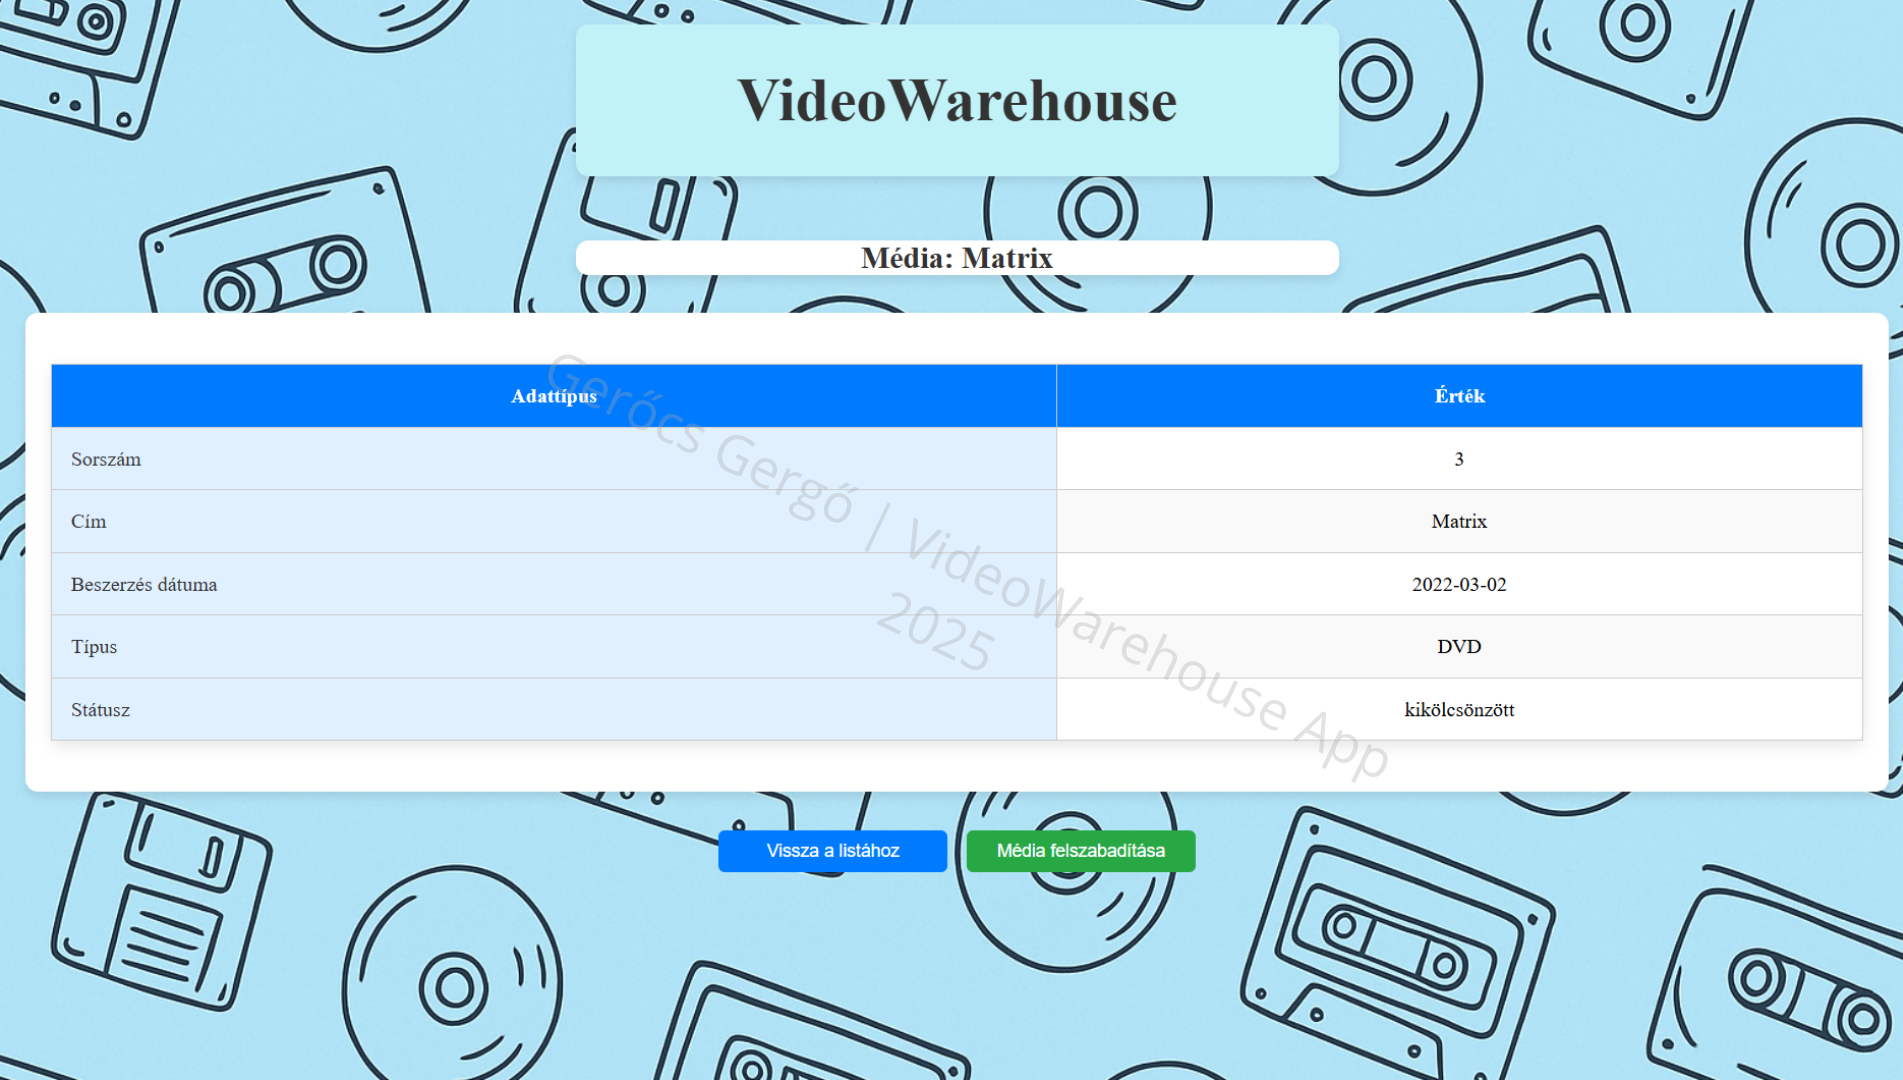 VideoWarehouse
Média: Matrix
Adattípus Érték
Sorszám 3
Cím Matrix
Beszerzés dátuma 2022-03-02
Típus DVD
Státusz kikölcsönzött
Gerőcs Gergő | VideoWarehouse App
2025
Vissza a listához Média felszabadítása